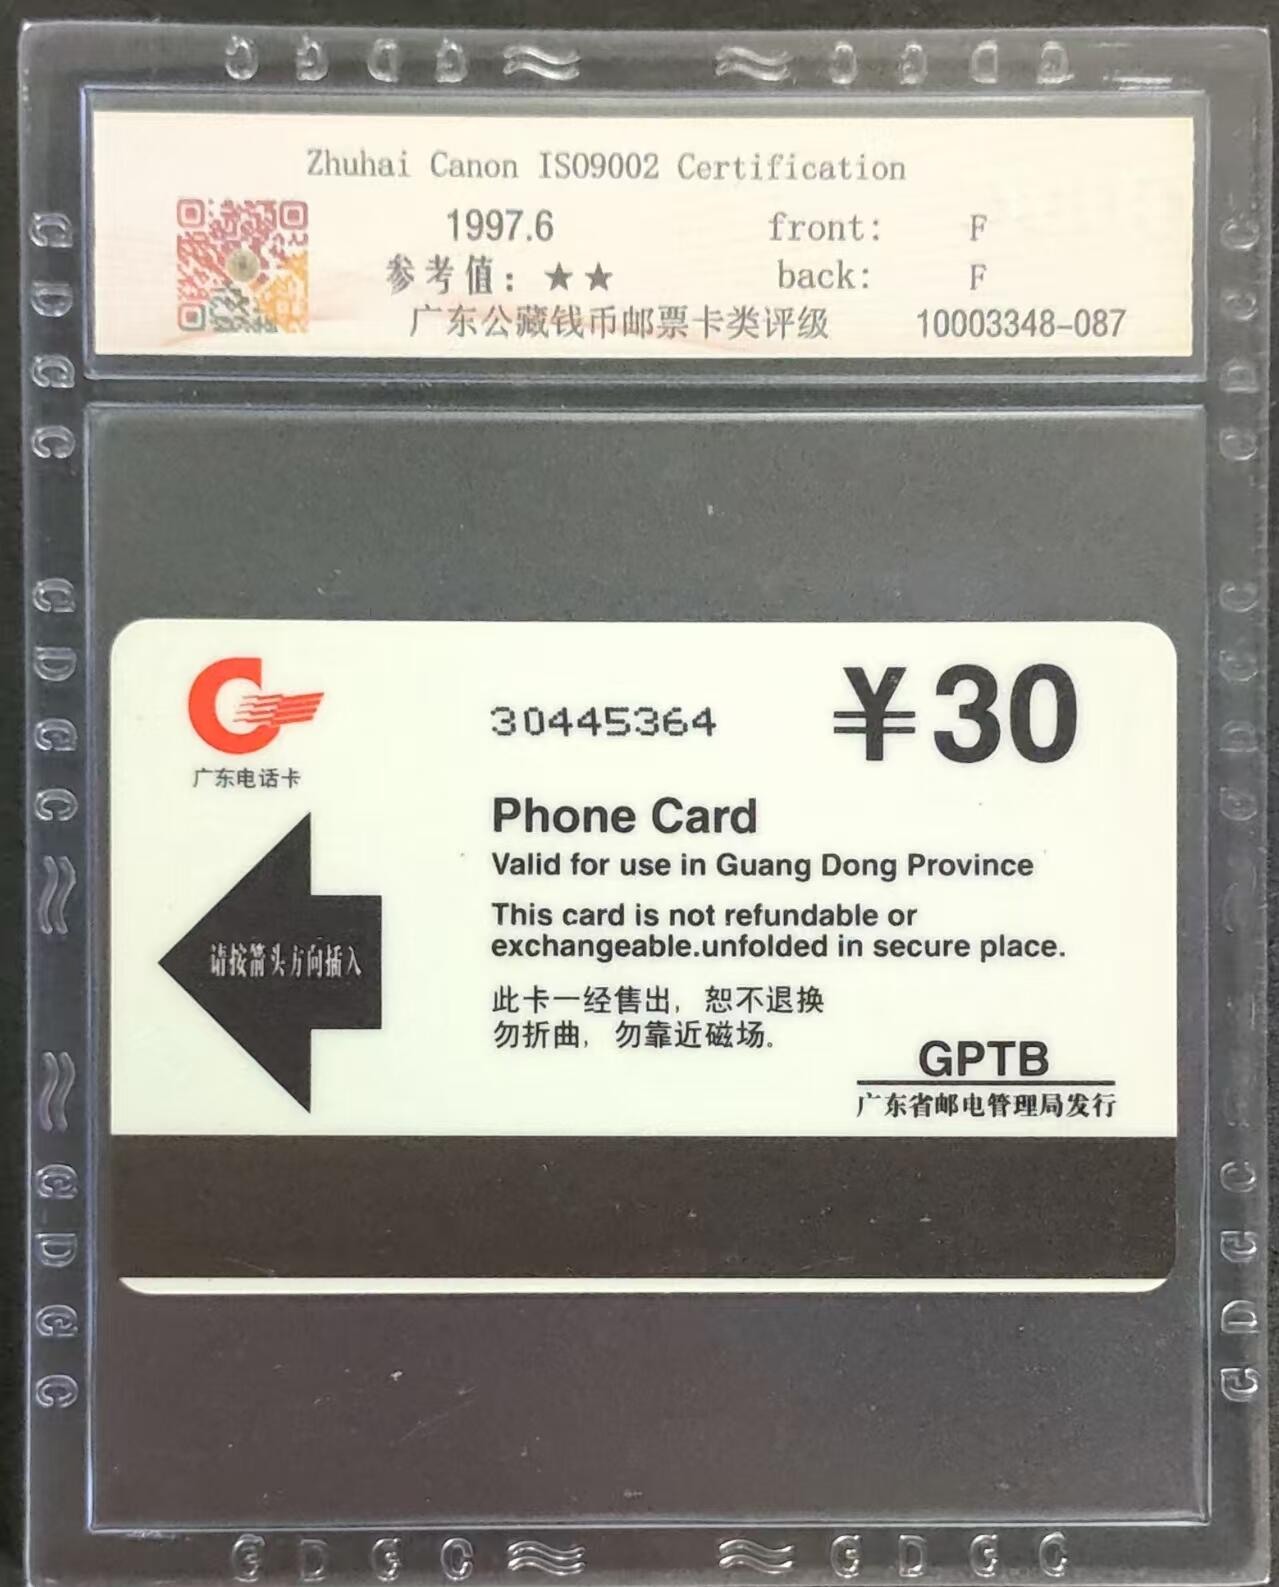 G D G C ≈ ≈ G D G C
Zhuhai Canon ISO9002 Certification
1997.6 front: F
参考值：★★ back: F
广东公藏钱币邮票卡类评级 10003348-087
30445364 ¥30
广东电话卡
Phone Card
Valid for use in Guang Dong Province
This card is not refundable or
exchangeable.unfolded in secure place.
请按箭头方向插入
此卡一经售出，恕不退换
勿折曲，勿靠近磁场。
GPTB
广东省邮电管理局发行
G D G C ≈ ≈ G D G C